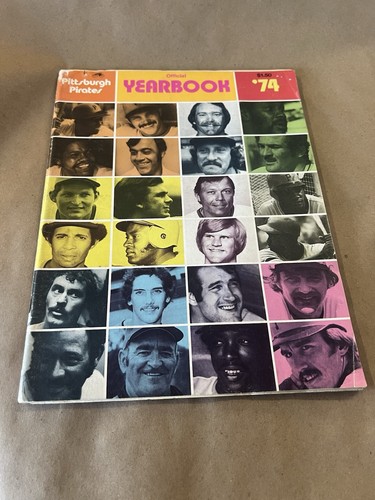 Pittsburgh
Pirates
Official
YEARBOOK
$1.50
'74